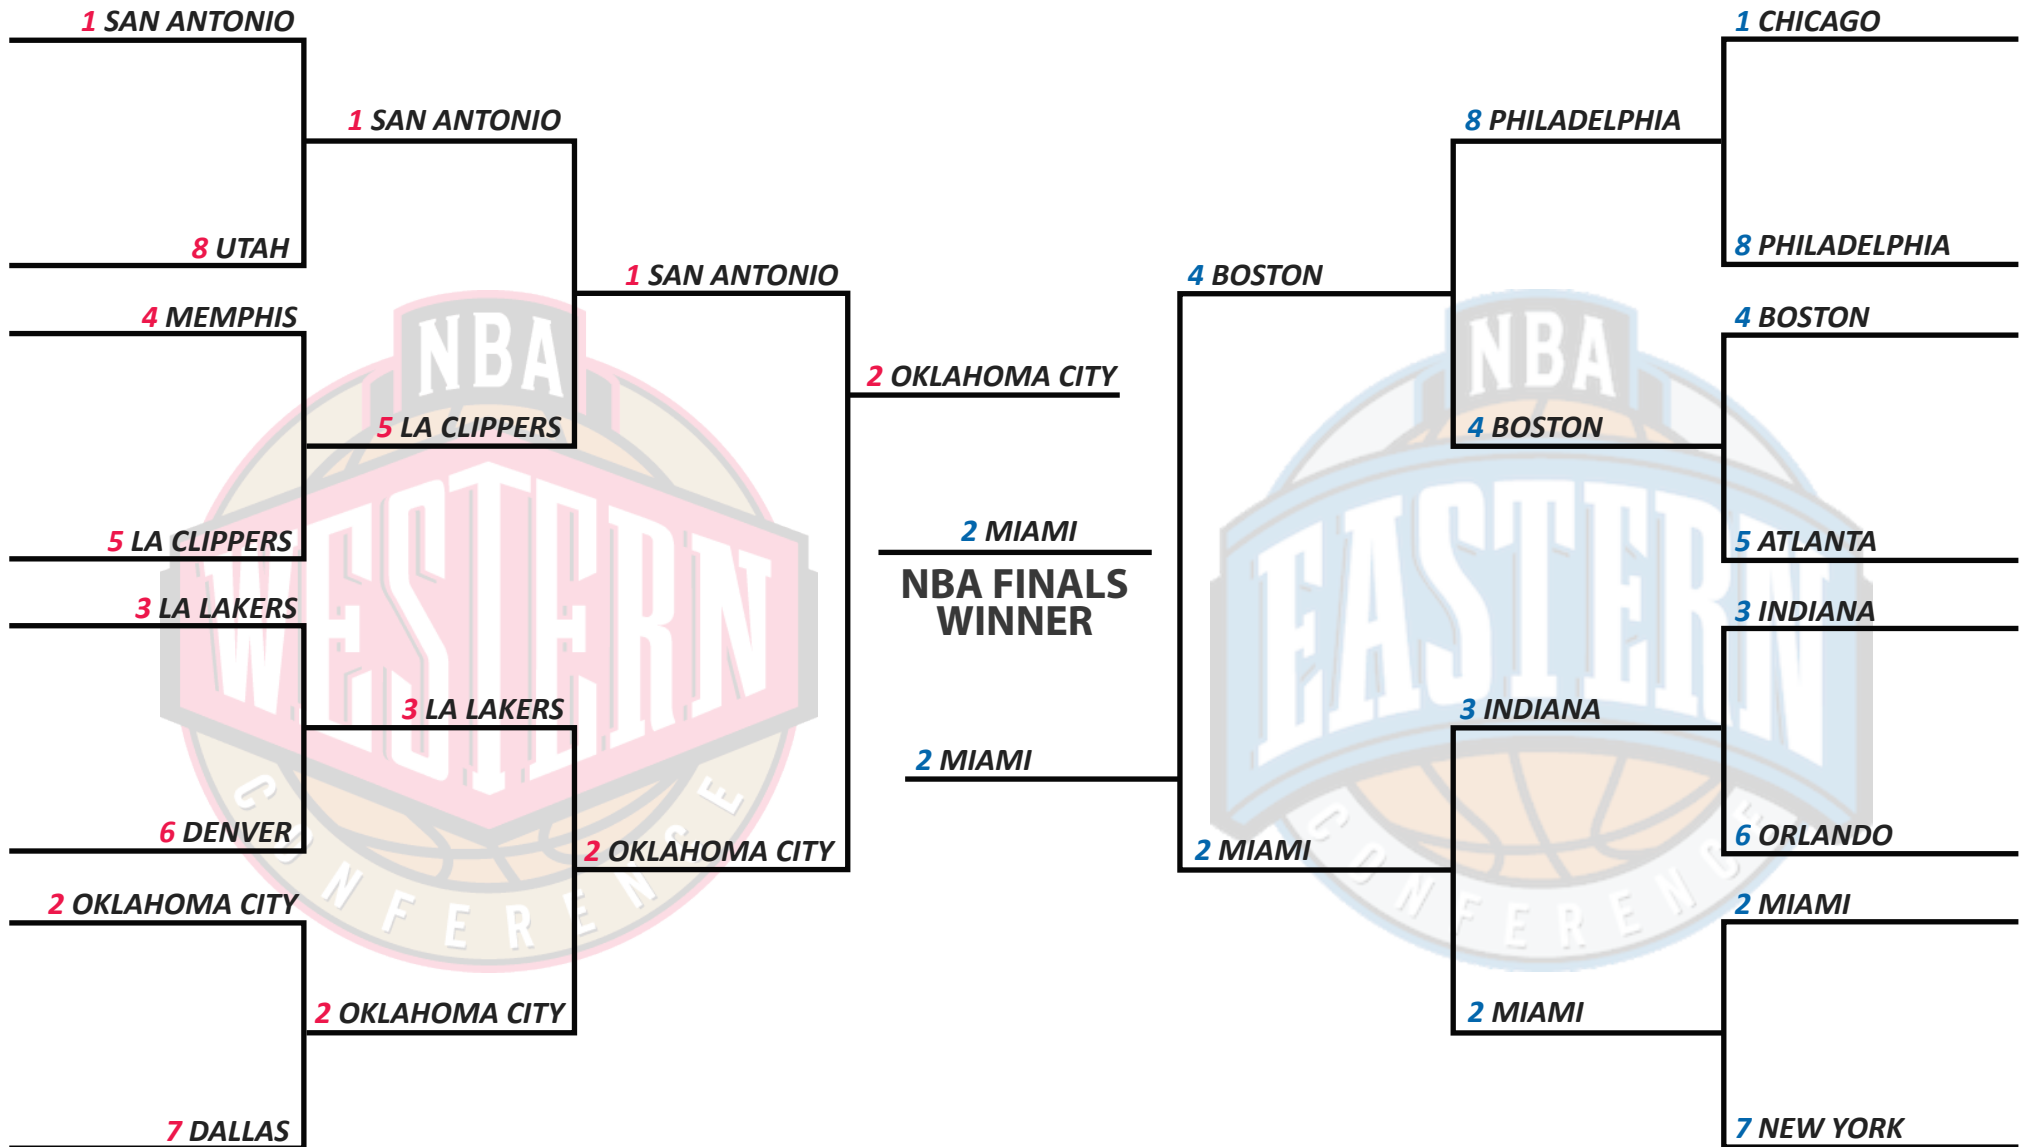 1 SAN ANTONIO
8 UTAH
4 MEMPHIS
5 LA CLIPPERS
3 LA LAKERS
6 DENVER
2 OKLAHOMA CITY
7 DALLAS
1 SAN ANTONIO
5 LA CLIPPERS
3 LA LAKERS
2 OKLAHOMA CITY
1 SAN ANTONIO
2 OKLAHOMA CITY
2 OKLAHOMA CITY
2 MIAMI
NBA FINALS
WINNER
2 MIAMI
4 BOSTON
2 MIAMI
8 PHILADELPHIA
4 BOSTON
3 INDIANA
2 MIAMI
1 CHICAGO
8 PHILADELPHIA
4 BOSTON
5 ATLANTA
3 INDIANA
6 ORLANDO
2 MIAMI
7 NEW YORK
NBA
WESTERN
CONFERENCE
NBA
EASTERN
CONFERENCE